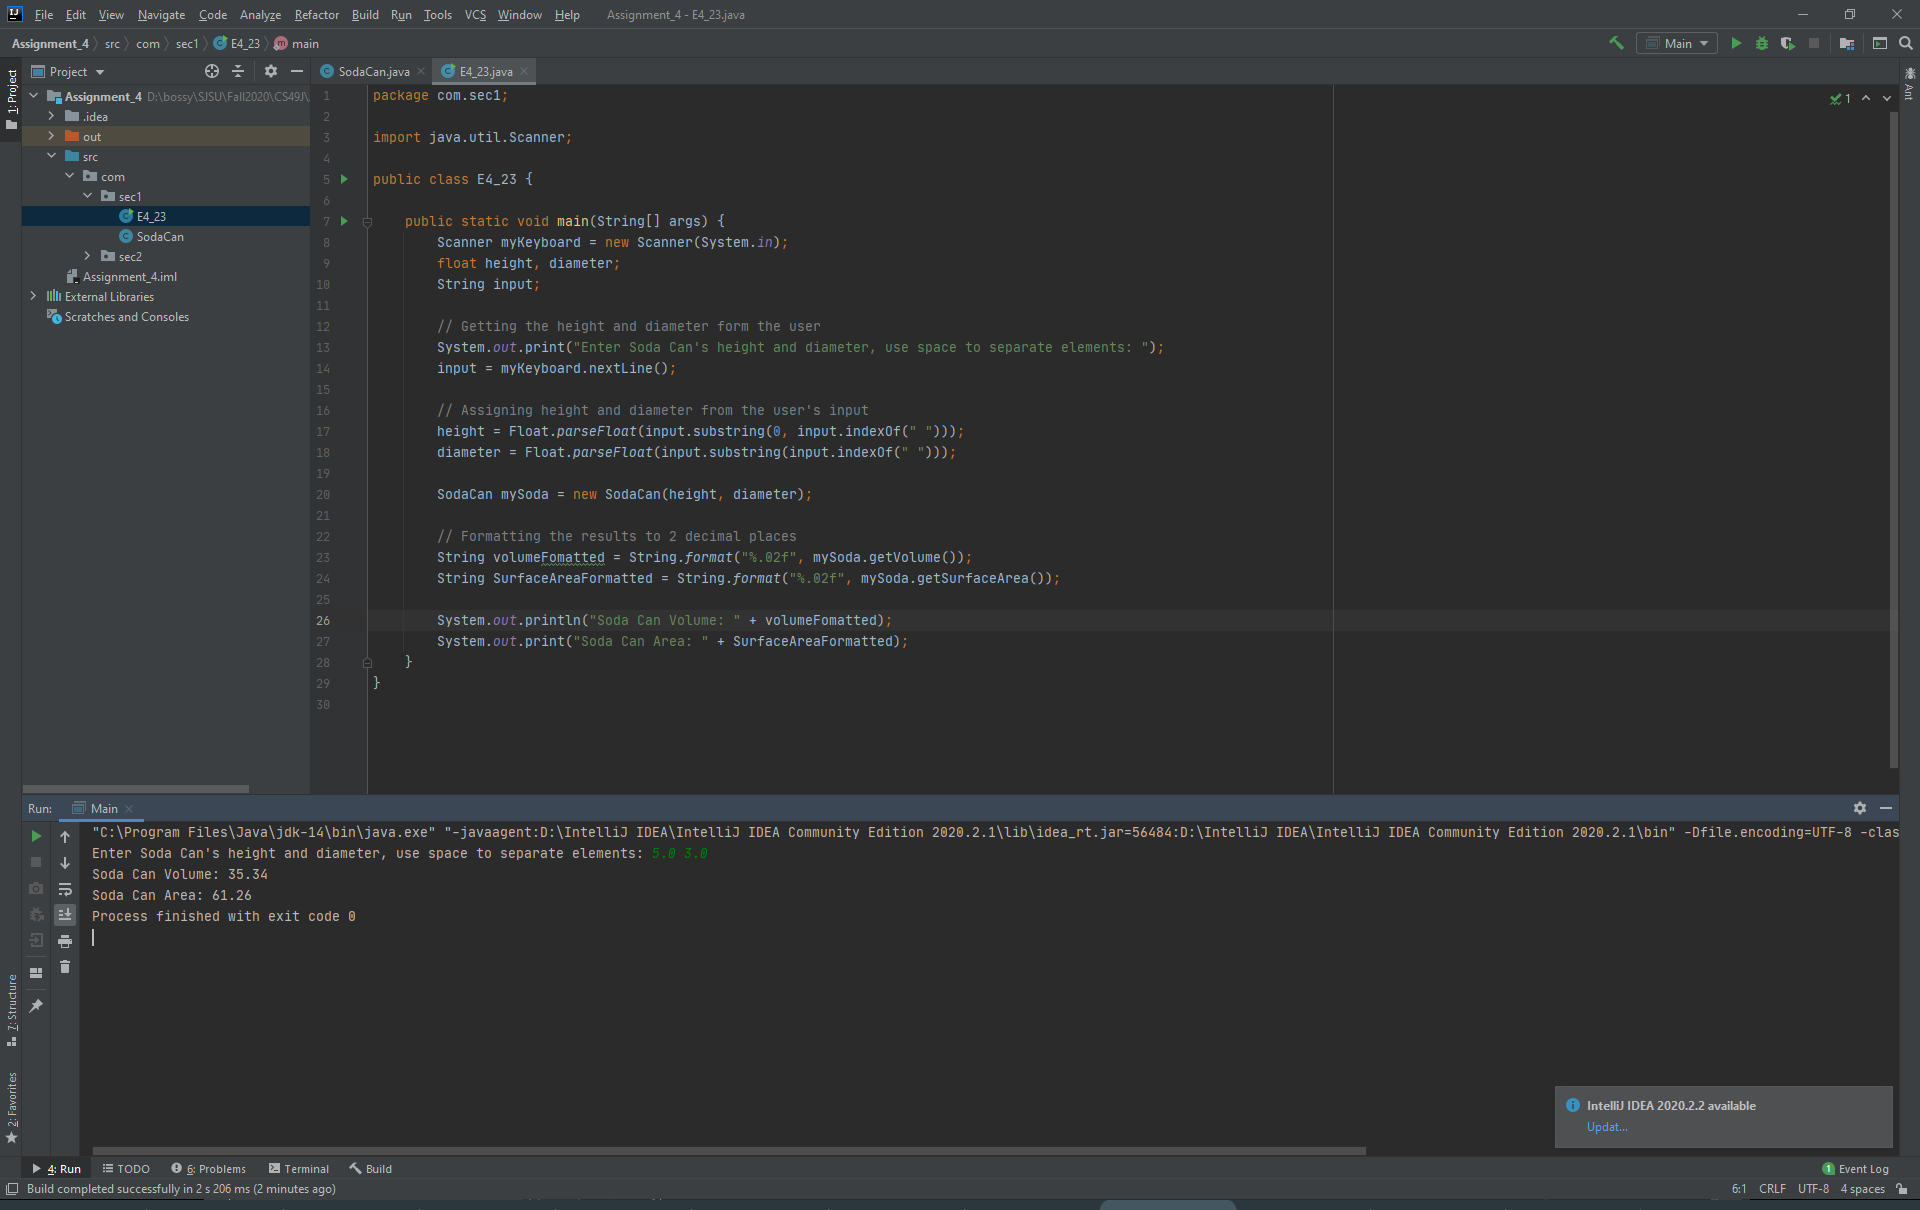 File Edit View Navigate Code Analyze Refactor Build Run Tools VCS Window Help Assignment_4 - E4_23.java
Assignment_4 src com sec1 E4_23 main Main
1: Project
Project
Assignment_4 D:\bossy\SJSU\Fall2020\CS49J\
.idea
out
src
com
sec1
E4_23
SodaCan
sec2
Assignment_4.iml
External Libraries
Scratches and Consoles
SodaCan.java E4_23.java
1
Ant
1 package com.sec1;
2
3 import java.util.Scanner;
4
5 public class E4_23 {
6
7 public static void main(String[] args) {
8 Scanner myKeyboard = new Scanner(System.in);
9 float height, diameter;
10 String input;
11
12 // Getting the height and diameter form the user
13 System.out.print("Enter Soda Can's height and diameter, use space to separate elements: ");
14 input = myKeyboard.nextLine();
15
16 // Assigning height and diameter from the user's input
17 height = Float.parseFloat(input.substring(0, input.indexOf(" ")));
18 diameter = Float.parseFloat(input.substring(input.indexOf(" ")));
19
20 SodaCan mySoda = new SodaCan(height, diameter);
21
22 // Formatting the results to 2 decimal places
23 String volumeFomatted = String.format("%.02f", mySoda.getVolume());
24 String SurfaceAreaFormatted = String.format("%.02f", mySoda.getSurfaceArea());
25
26 System.out.println("Soda Can Volume: " + volumeFomatted);
27 System.out.print("Soda Can Area: " + SurfaceAreaFormatted);
28 }
29 }
30
Run: Main
"C:\Program Files\Java\jdk-14\bin\java.exe" "-javaagent:D:\IntelliJ IDEA\IntelliJ IDEA Community Edition 2020.2.1\lib\idea_rt.jar=56484:D:\IntelliJ IDEA\IntelliJ IDEA Community Edition 2020.2.1\bin" -Dfile.encoding=UTF-8 -clas
Enter Soda Can's height and diameter, use space to separate elements: 5.0 3.0
Soda Can Volume: 35.34
Soda Can Area: 61.26
Process finished with exit code 0
7: Structure
2: Favorites
IntelliJ IDEA 2020.2.2 available
Updat...
4: Run TODO 6: Problems Terminal Build 1 Event Log
Build completed successfully in 2 s 206 ms (2 minutes ago) 6:1 CRLF UTF-8 4 spaces